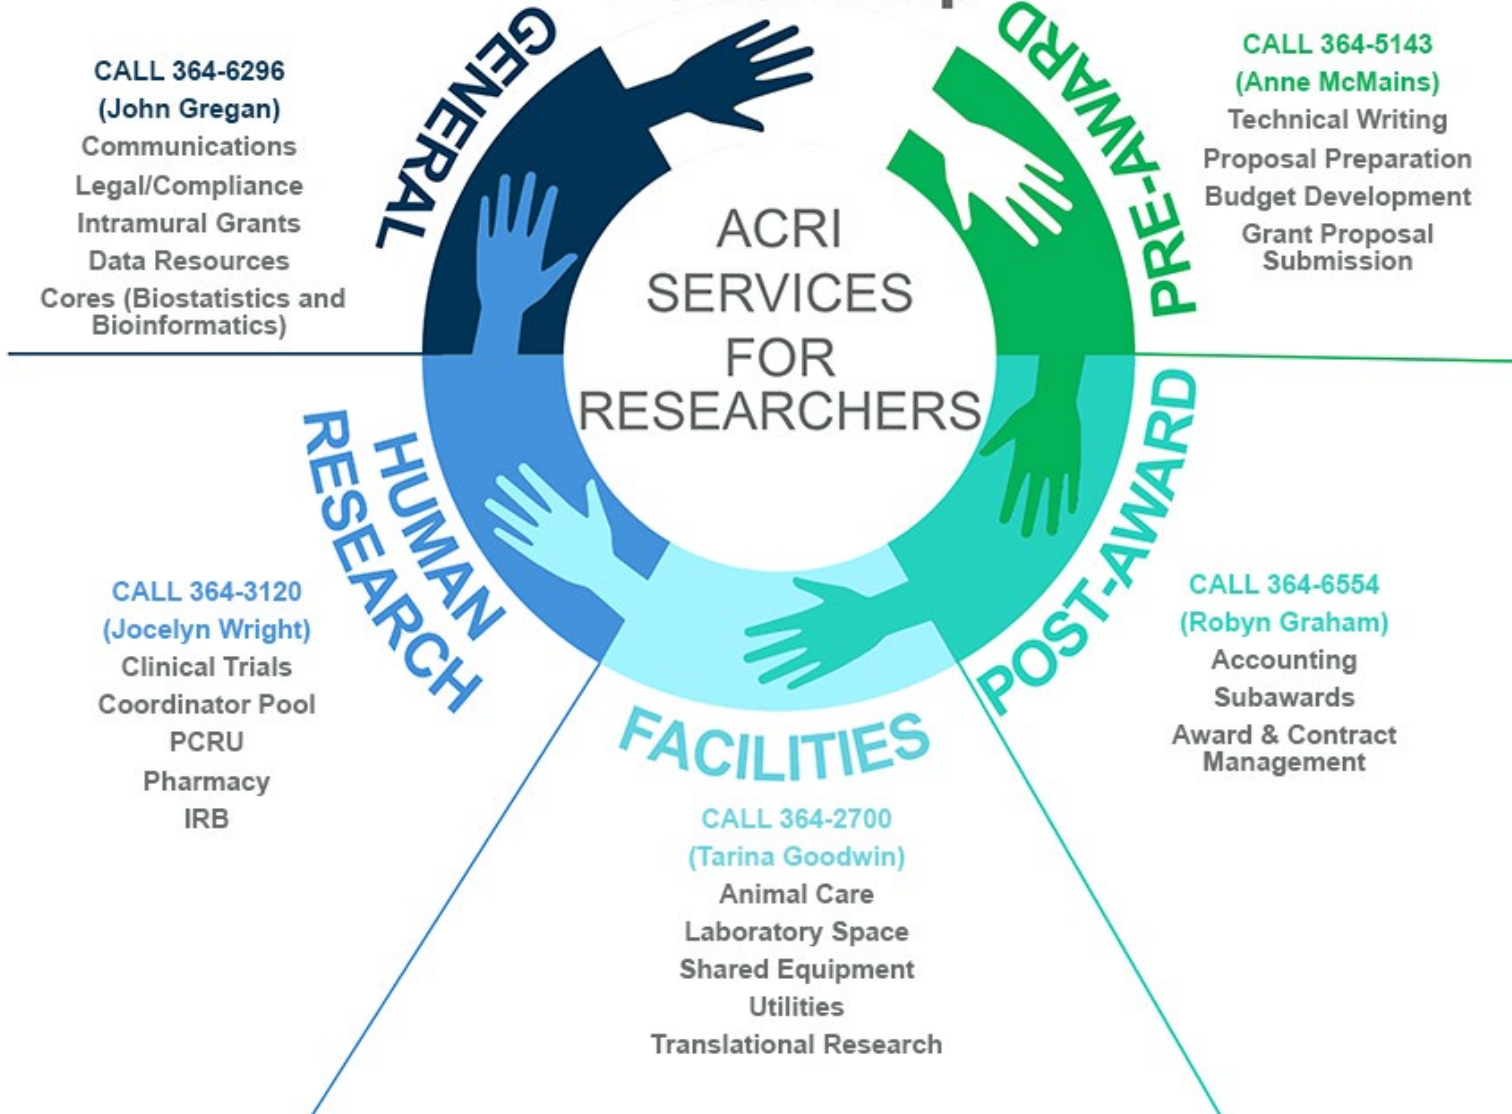 GENERAL
CALL 364-6296
(John Gregan)
Communications
Legal/Compliance
Intramural Grants
Data Resources
Cores (Biostatistics and
Bioinformatics)
PRE-AWARD
CALL 364-5143
(Anne McMains)
Technical Writing
Proposal Preparation
Budget Development
Grant Proposal
Submission
ACRI
SERVICES
FOR
RESEARCHERS
HUMAN
RESEARCH
CALL 364-3120
(Jocelyn Wright)
Clinical Trials
Coordinator Pool
PCRU
Pharmacy
IRB
POST-AWARD
CALL 364-6554
(Robyn Graham)
Accounting
Subawards
Award & Contract
Management
FACILITIES
CALL 364-2700
(Tarina Goodwin)
Animal Care
Laboratory Space
Shared Equipment
Utilities
Translational Research